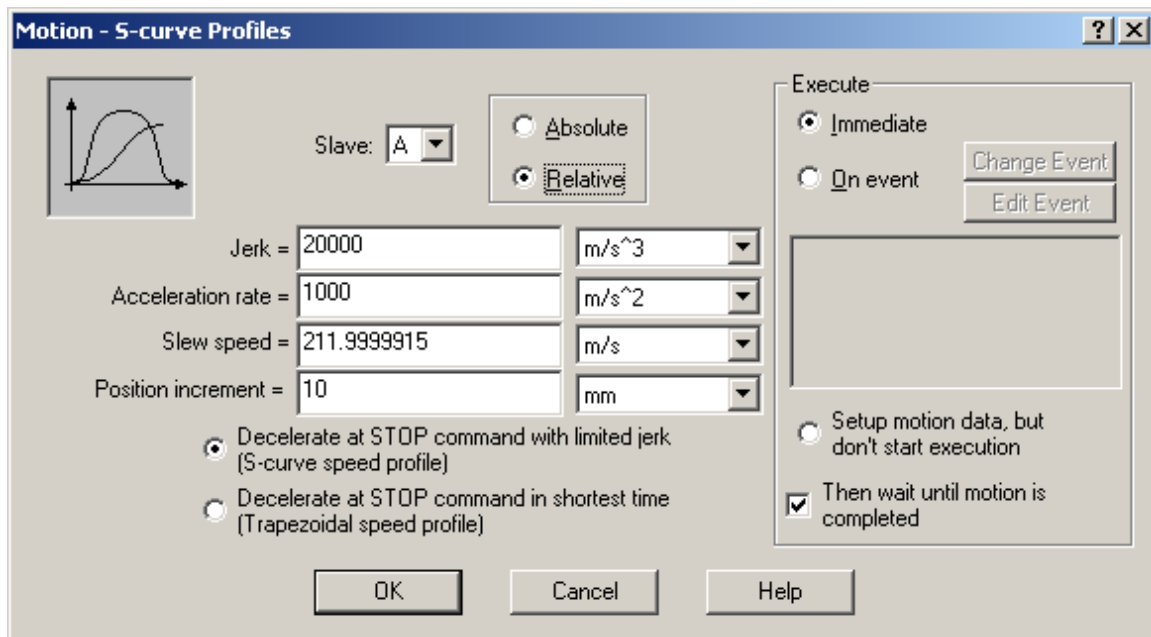 Motion - S-curve Profiles
Slave: A
Absolute
Relative
Jerk = 20000 m/s^3
Acceleration rate = 1000 m/s^2
Slew speed = 211.9999915 m/s
Position increment = 10 mm
Decelerate at STOP command with limited jerk
(S-curve speed profile)
Decelerate at STOP command in shortest time
(Trapezoidal speed profile)
Execute
Immediate
On event
Change Event
Edit Event
Setup motion data, but
don't start execution
Then wait until motion is
completed
OK Cancel Help